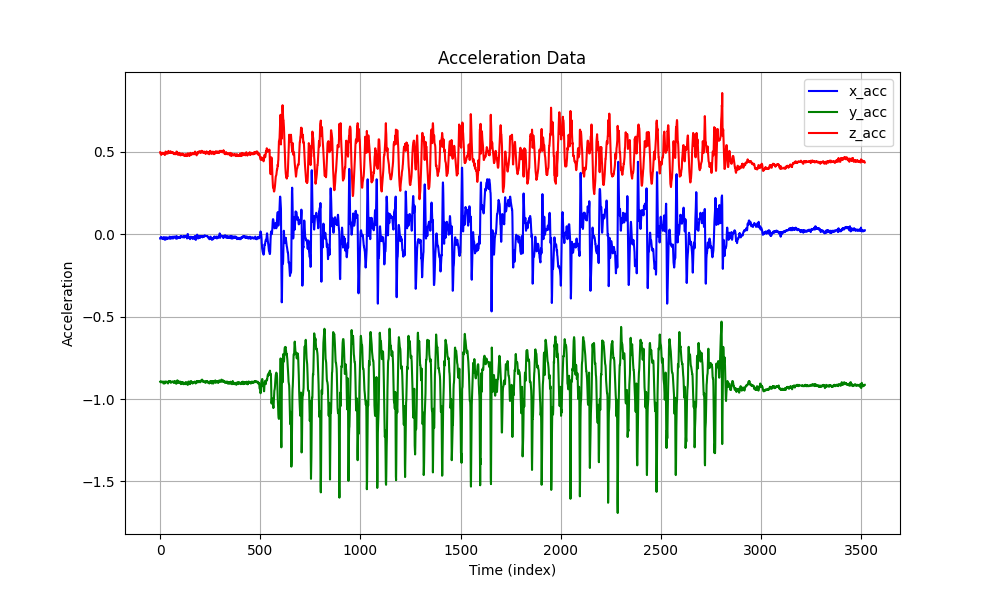 Acceleration Data
x_acc
y_acc
z_acc
Acceleration
0.5
0.0
−0.5
−1.0
−1.5
0 500 1000 1500 2000 2500 3000 3500
Time (index)